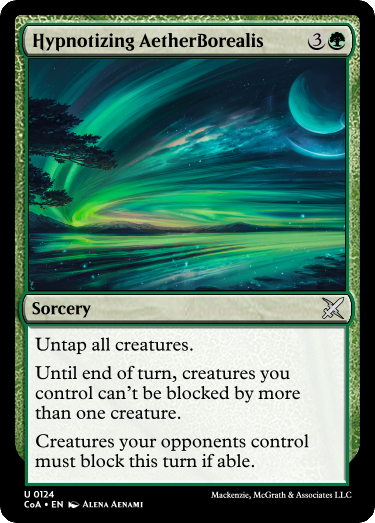 Hypnotizing AetherBorealis 3
Sorcery
Untap all creatures.
Until end of turn, creatures you
control can't be blocked by more
than one creature.
Creatures your opponents control
must block this turn if able.
U 0124
CoA • EN ALENA AENAMI
Mackenzie, McGrath & Associates LLC